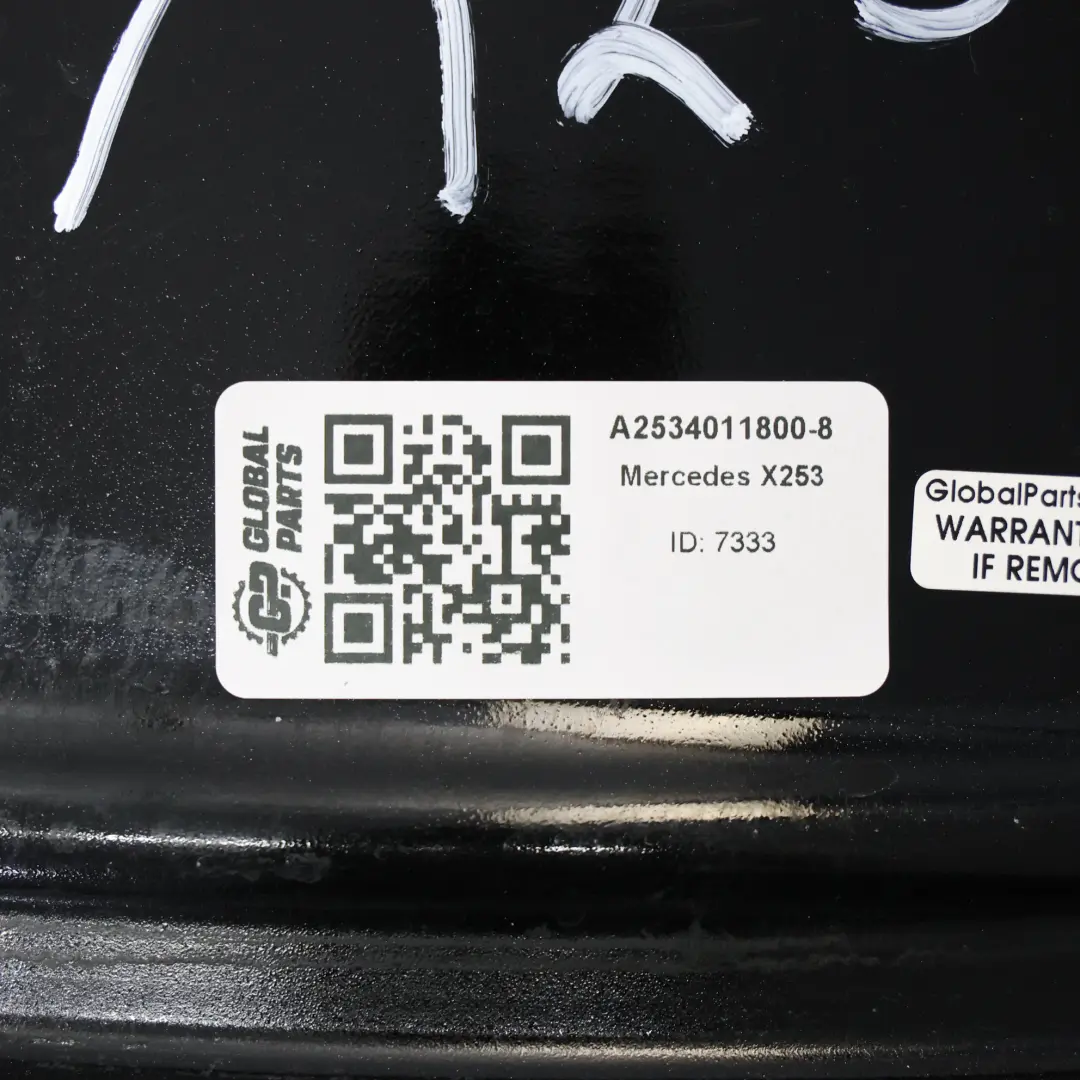 GLOBAL
PARTS
A2534011800-8
Mercedes X253
ID: 7333
GlobalParts
WARRANT
IF REMO